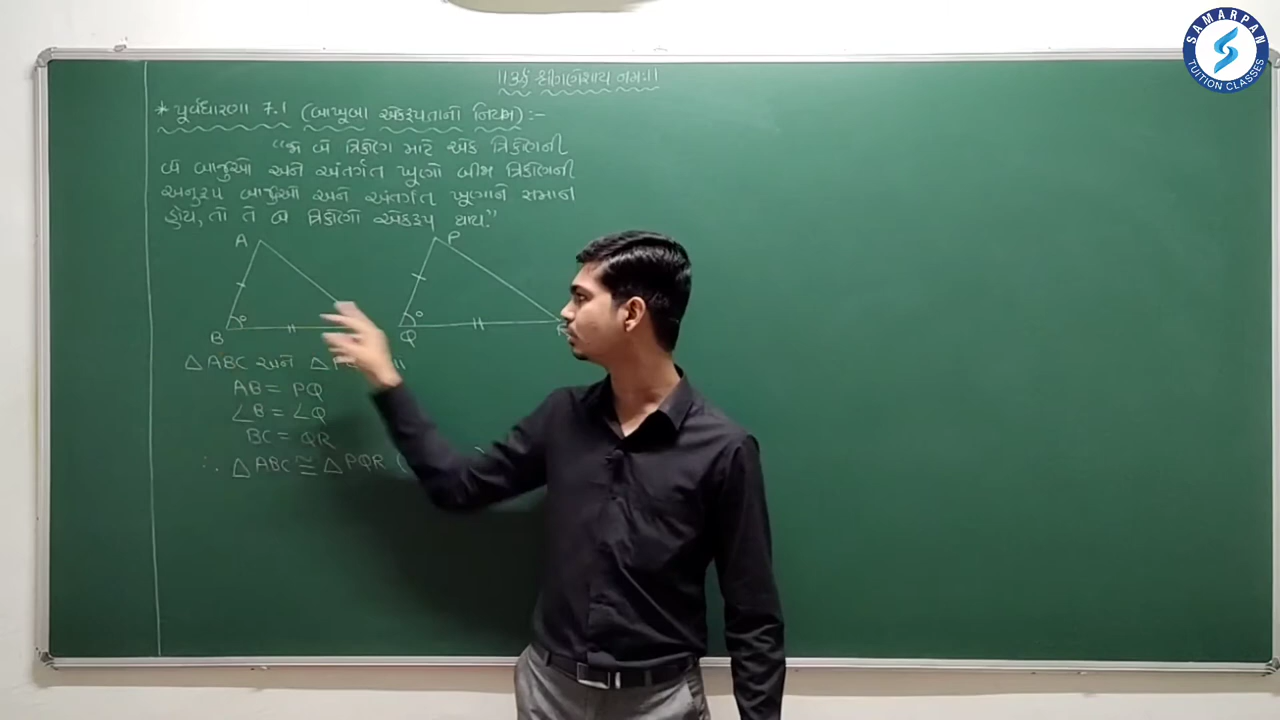 ॥ૐ શ્રી ગણેશાય નમઃ॥
* પૂર્વધારણા 7.1 (બાખૂબા એકરૂપતાનો નિયમ) :-
"જો બે ત્રિકોણ માટે એક ત્રિકોણની
બે બાજુઓ અને અંતર્ગત ખૂણો બીજા ત્રિકોણની
અનુરૂપ બાજુઓ અને અંતર્ગત ખૂણાને સમાન
હોય, તો તે બે ત્રિકોણો એકરૂપ થાય."
A P
B Q
△ABC અને △
AB = PQ
∠B = ∠Q
BC = QR
∴ △ABC ≅ △PQR (
SAMARPAN
TUITION CLASSES